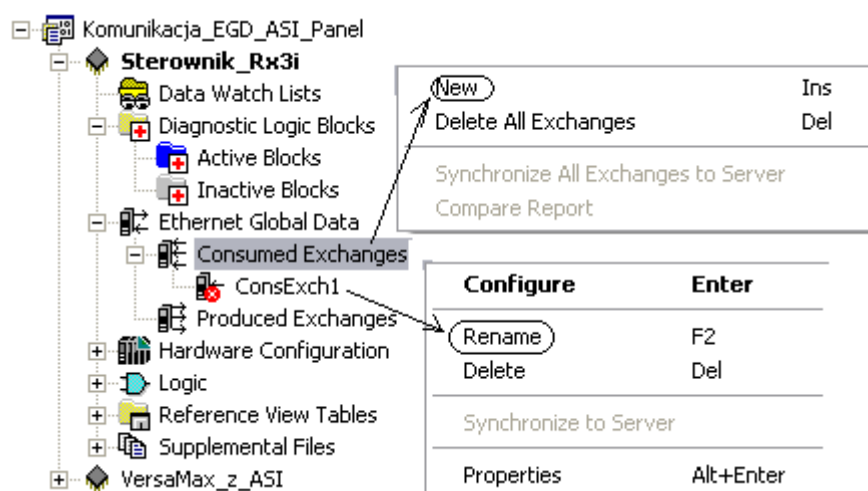 Komunikacja_EGD_ASI_Panel
Sterownik_Rx3i
Data Watch Lists
Diagnostic Logic Blocks
Active Blocks
Inactive Blocks
Ethernet Global Data
Consumed Exchanges
ConsExch1
Produced Exchanges
Hardware Configuration
Logic
Reference View Tables
Supplemental Files
VersaMax_z_ASI
New Ins
Delete All Exchanges Del
Synchronize All Exchanges to Server
Compare Report
Configure Enter
Rename F2
Delete Del
Synchronize to Server
Properties Alt+Enter